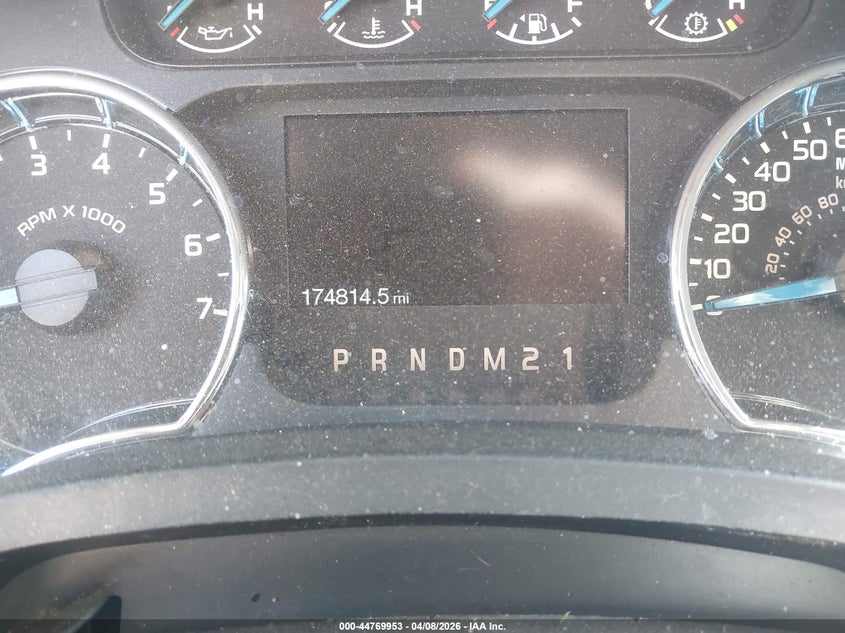 H H E F H
3 4 5 6 7
RPM X 1000
0 10 20 30 40 50
20 40 60 80
174814.5 mi
P R N D M 2 1
000-44769953 - 04/08/2026 - IAA Inc.